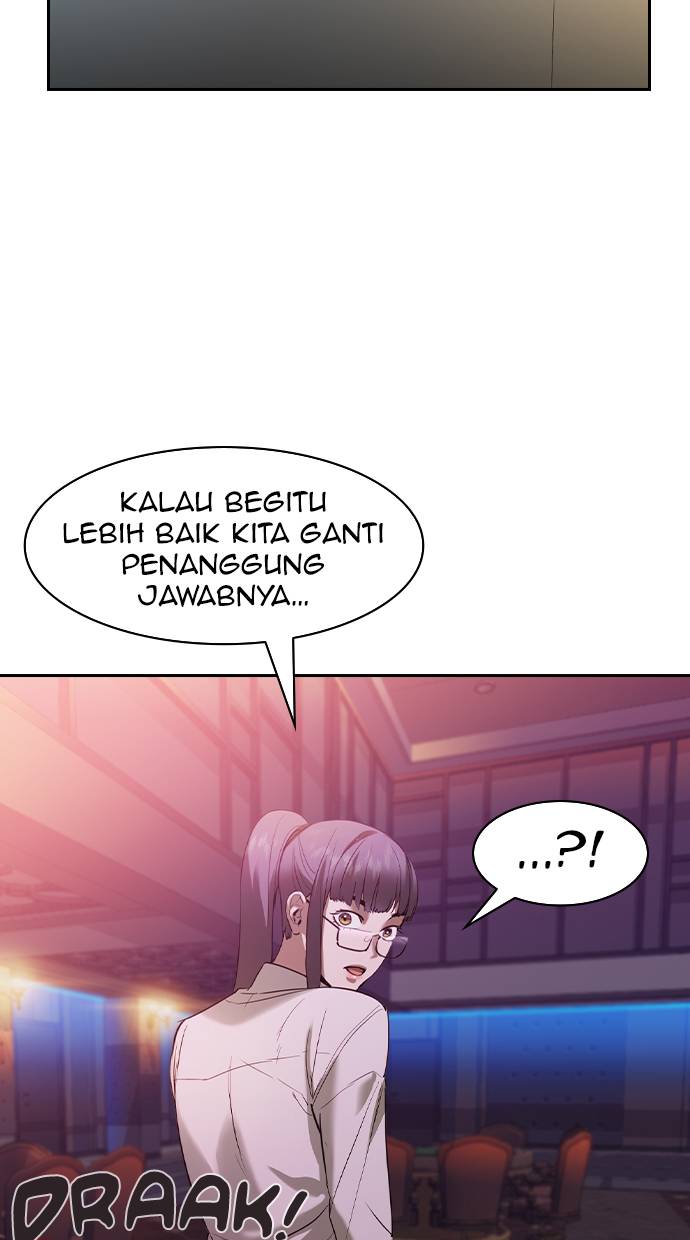 KALAU BEGITU
LEBIH BAIK KITA GANTI
PENANGGUNG
JAWABNYA...
...?!
DRAAK!